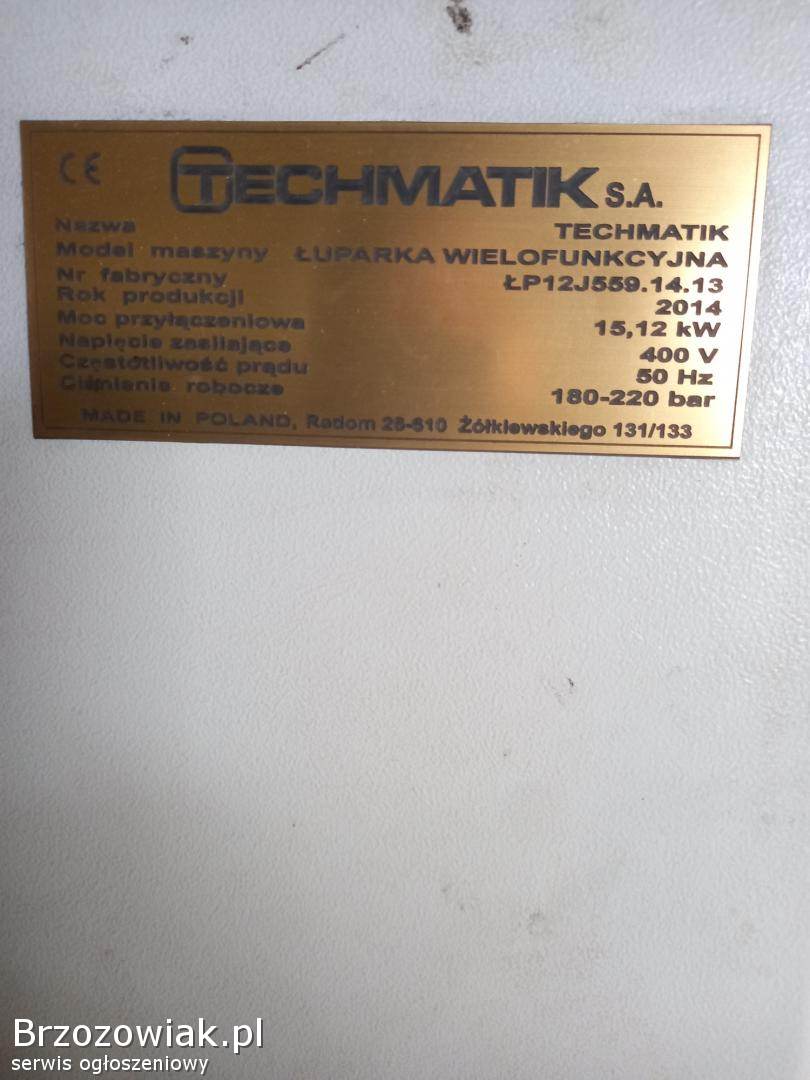 CE TECHMATIK S.A.
Nazwa TECHMATIK
Model maszyny ŁUPARKA WIELOFUNKCYJNA
Nr fabryczny ŁP12J559.14.13
Rok produkcji 2014
Moc przyłączeniowa 15,12 kW
Napięcie zasilające 400 V
Częstotliwość prądu 50 Hz
Ciśnienie robocze 180-220 bar
MADE IN POLAND, Radom 26-610 Żółkiewskiego 131/133
Brzozowiak.pl
serwis ogłoszeniowy